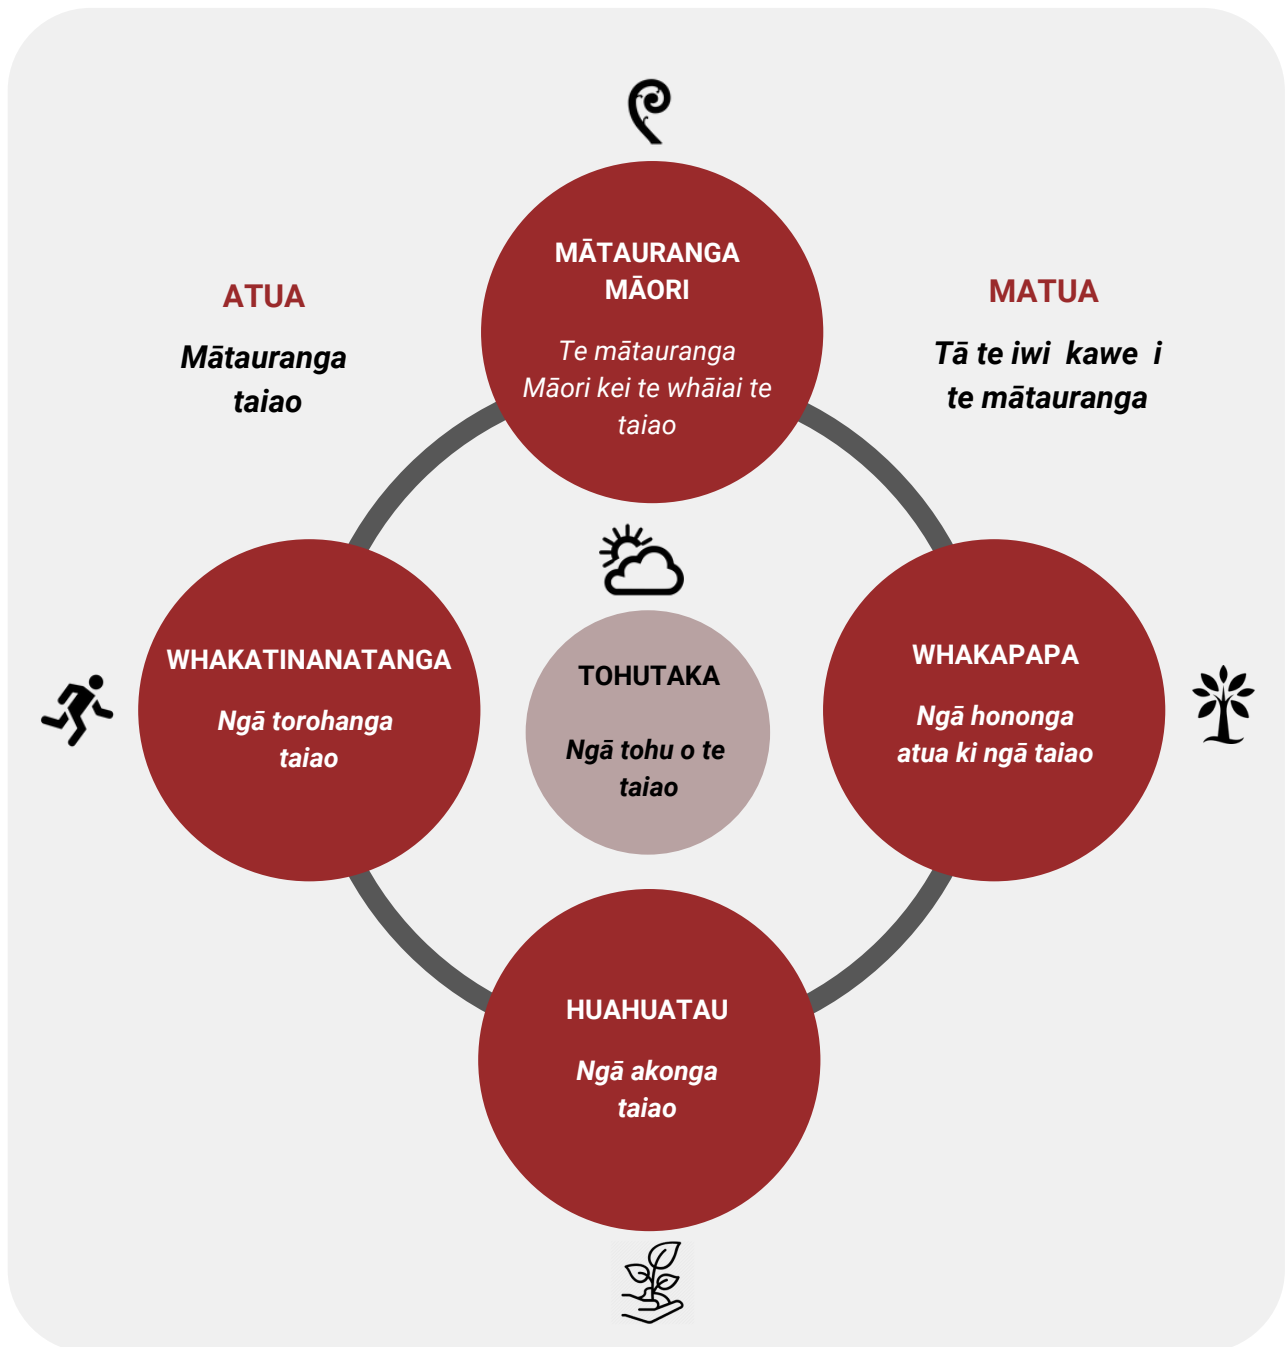 MĀTAURANGA
MĀORI
Te mātauranga
Māori kei te whāiai te
taiao
ATUA
Mātauranga
taiao
MATUA
Tā te iwi kawe i
te mātauranga
WHAKATINANATANGA
Ngā torohanga
taiao
TOHUTAKA
Ngā tohu o te
taiao
WHAKAPAPA
Ngā hononga
atua ki ngā taiao
HUAHUATAU
Ngā akonga
taiao